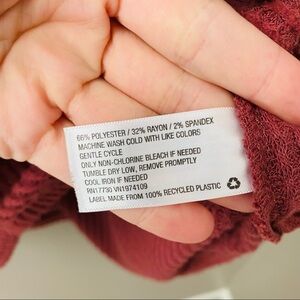 66% POLYESTER / 32% RAYON / 2% SPANDEX
MACHINE WASH COLD WITH LIKE COLORS
GENTLE CYCLE
ONLY NON-CHLORINE BLEACH IF NEEDED
TUMBLE DRY LOW, REMOVE PROMPTLY
COOL IRON IF NEEDED
RN17730 VN1974109
LABEL MADE FROM 100% RECYCLED PLASTIC